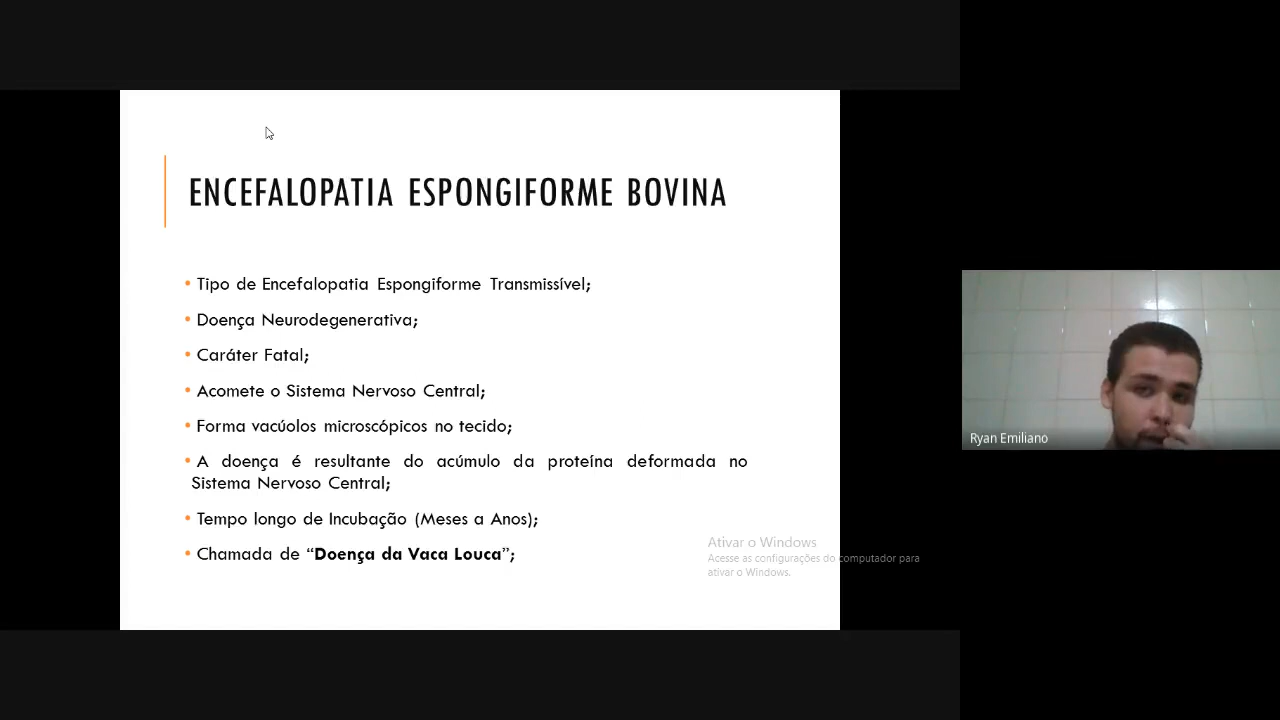 ENCEFALOPATIA ESPONGIFORME BOVINA
• Tipo de Encefalopatia Espongiforme Transmissível;
• Doença Neurodegenerativa;
• Caráter Fatal;
• Acomete o Sistema Nervoso Central;
• Forma vacúolos microscópicos no tecido;
• A doença é resultante do acúmulo da proteína deformada no
Sistema Nervoso Central;
• Tempo longo de Incubação (Meses a Anos);
• Chamada de “Doença da Vaca Louca”;
Ativar o Windows
Acesse as configurações do computador para
ativar o Windows.
Ryan Emiliano